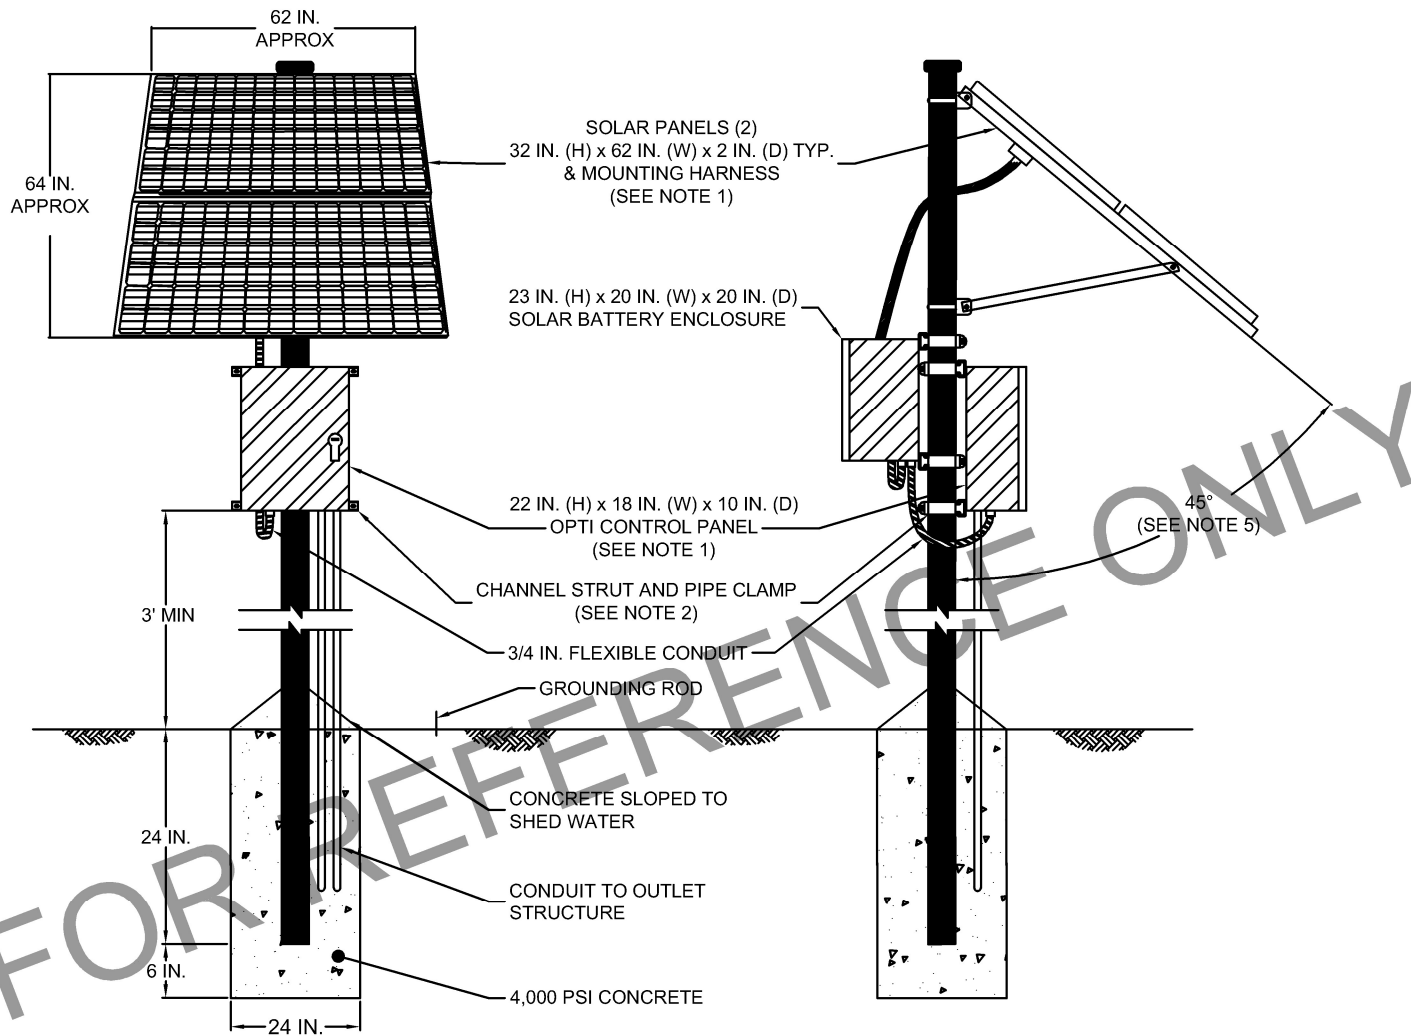 62 IN.
APPROX
64 IN.
APPROX
SOLAR PANELS (2)
32 IN. (H) x 62 IN. (W) x 2 IN. (D) TYP.
& MOUNTING HARNESS
(SEE NOTE 1)
23 IN. (H) x 20 IN. (W) x 20 IN. (D)
SOLAR BATTERY ENCLOSURE
22 IN. (H) x 18 IN. (W) x 10 IN. (D)
OPTI CONTROL PANEL
(SEE NOTE 1)
45°
(SEE NOTE 5)
CHANNEL STRUT AND PIPE CLAMP
(SEE NOTE 2)
3' MIN
3/4 IN. FLEXIBLE CONDUIT
GROUNDING ROD
CONCRETE SLOPED TO
SHED WATER
24 IN.
CONDUIT TO OUTLET
STRUCTURE
6 IN.
4,000 PSI CONCRETE
24 IN.
FOR REFERENCE ONLY